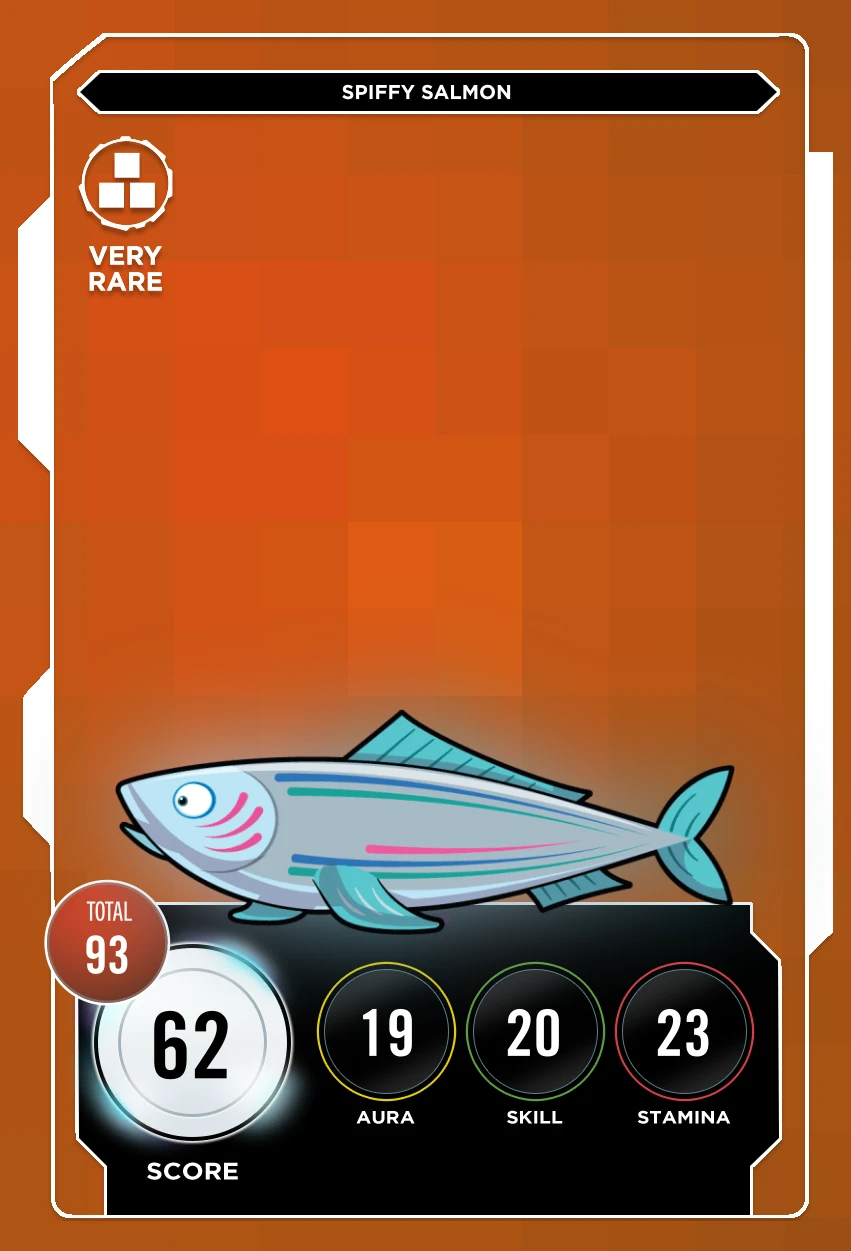 SPIFFY SALMON
VERY
RARE
TOTAL
93
62
SCORE
19
AURA
20
SKILL
23
STAMINA